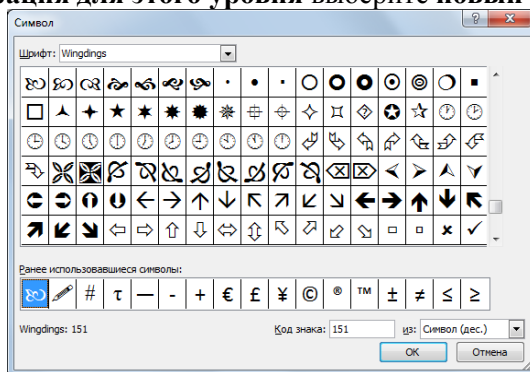 ация для этого уровня выберите новый
Символ
Шрифт: Wingdings
Ранее использовавшиеся символы:
# τ — - + € £ ¥ © ® ™ ± ≠ ≤ ≥
Wingdings: 151 Код знака: 151 из: Символ (дес.)
ОК Отмена